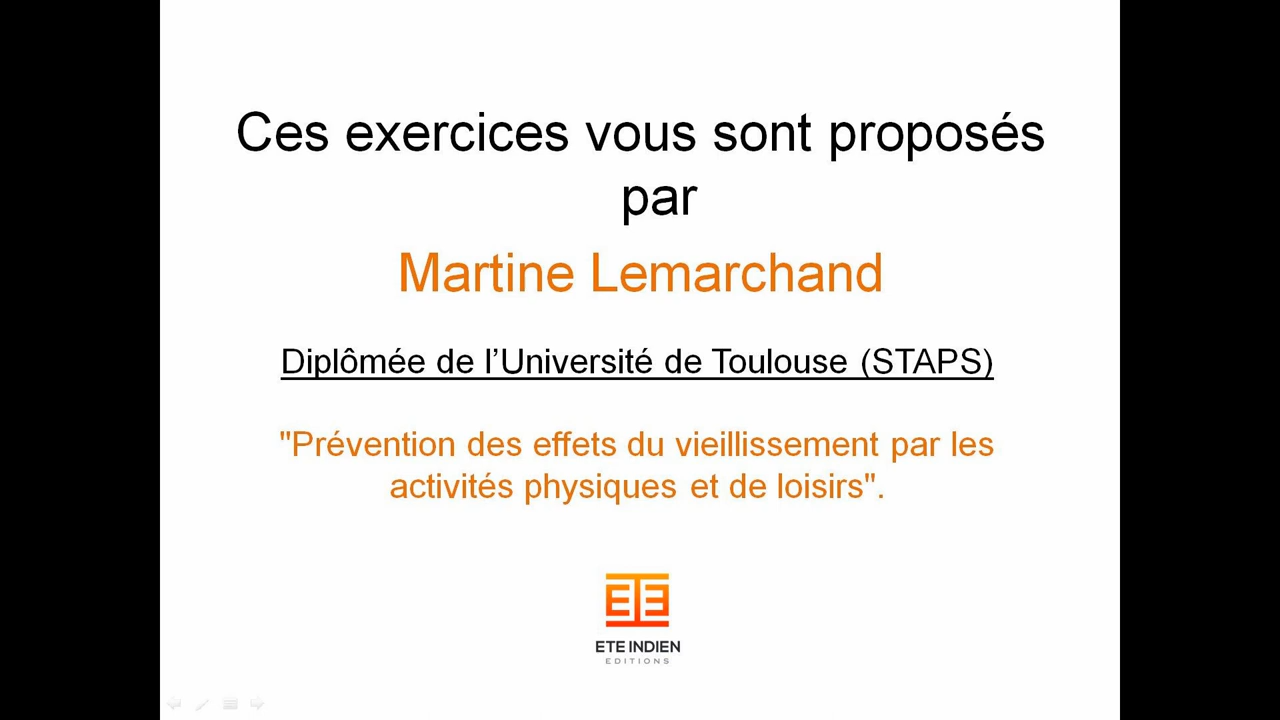 Ces exercices vous sont proposés
par
Martine Lemarchand
Diplômée de l’Université de Toulouse (STAPS)
"Prévention des effets du vieillissement par les
activités physiques et de loisirs".
ETE
ETE INDIEN
EDITIONS